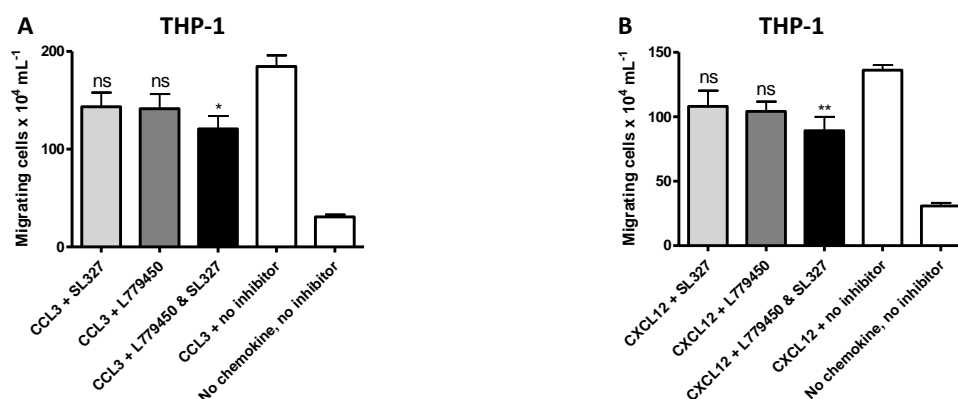 A
THP-1
Migrating cells x 10⁴ mL⁻¹
200
100
0
ns
ns
*
CCL3 + SL327
CCL3 + L779450
CCL3 + L779450 & SL327
CCL3 + no inhibitor
No chemokine, no inhibitor
B
THP-1
Migrating cells x 10⁴ mL⁻¹
150
100
50
0
ns
ns
**
CXCL12 + SL327
CXCL12 + L779450
CXCL12 + L779450 & SL327
CXCL12 + no inhibitor
No chemokine, no inhibitor